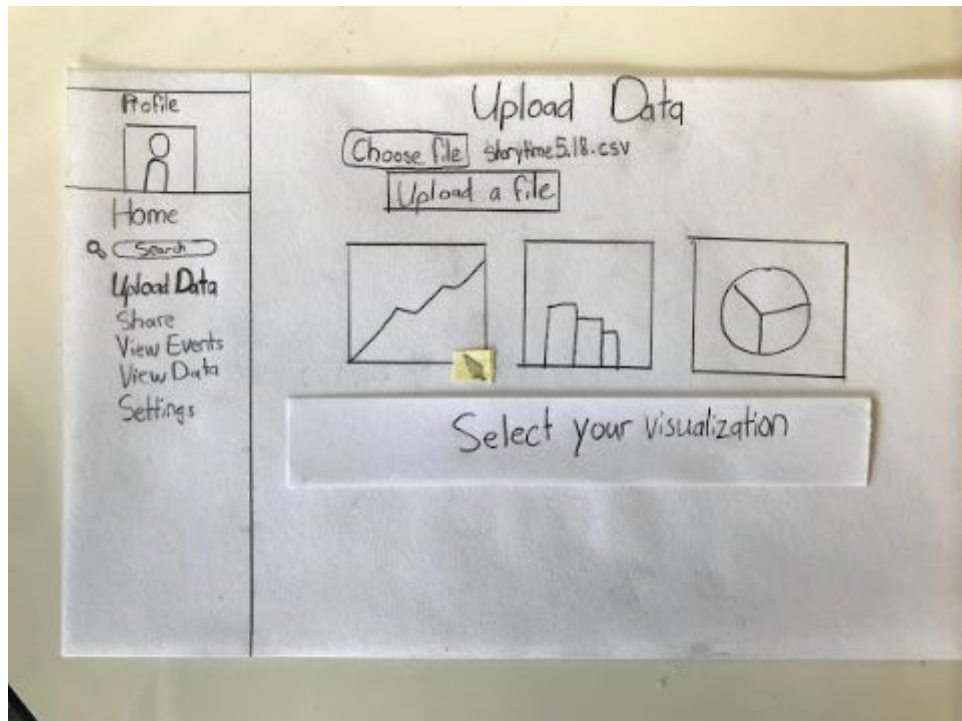 Profile
Home
Search
Upload Data
Share
View Events
View Data
Settings
Upload Data
Choose file storytime5.18.csv
Upload a file
Select your visualization